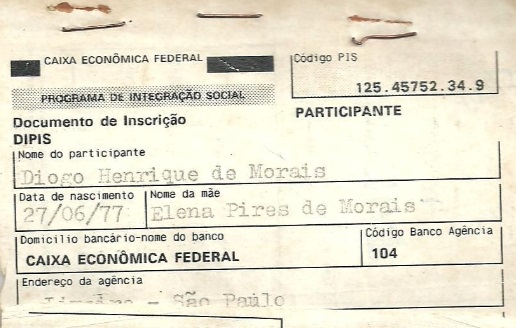 CAIXA ECONÔMICA FEDERAL
PROGRAMA DE INTEGRAÇÃO SOCIAL
Código PIS
125.45752.34.9
Documento de Inscrição
DIPIS
PARTICIPANTE
Nome do participante
Diogo Henrique de Morais
Data de nascimento
27/06/77
Nome da mãe
Elena Pires de Morais
Domicilio bancário-nome do banco
CAIXA ECONÔMICA FEDERAL
Código Banco Agência
104
Endereço da agência
- São Paulo